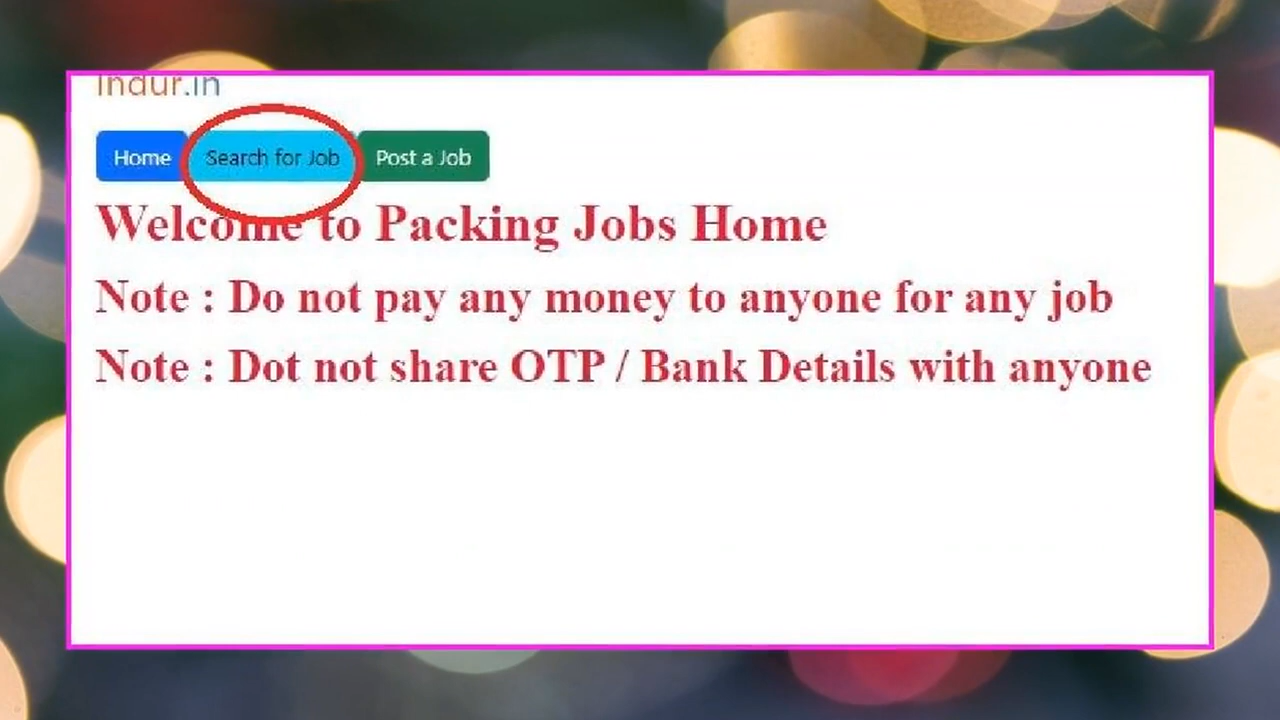 Indur.in
Home Search for Job Post a Job
Welcome to Packing Jobs Home
Note : Do not pay any money to anyone for any job
Note : Dot not share OTP / Bank Details with anyone